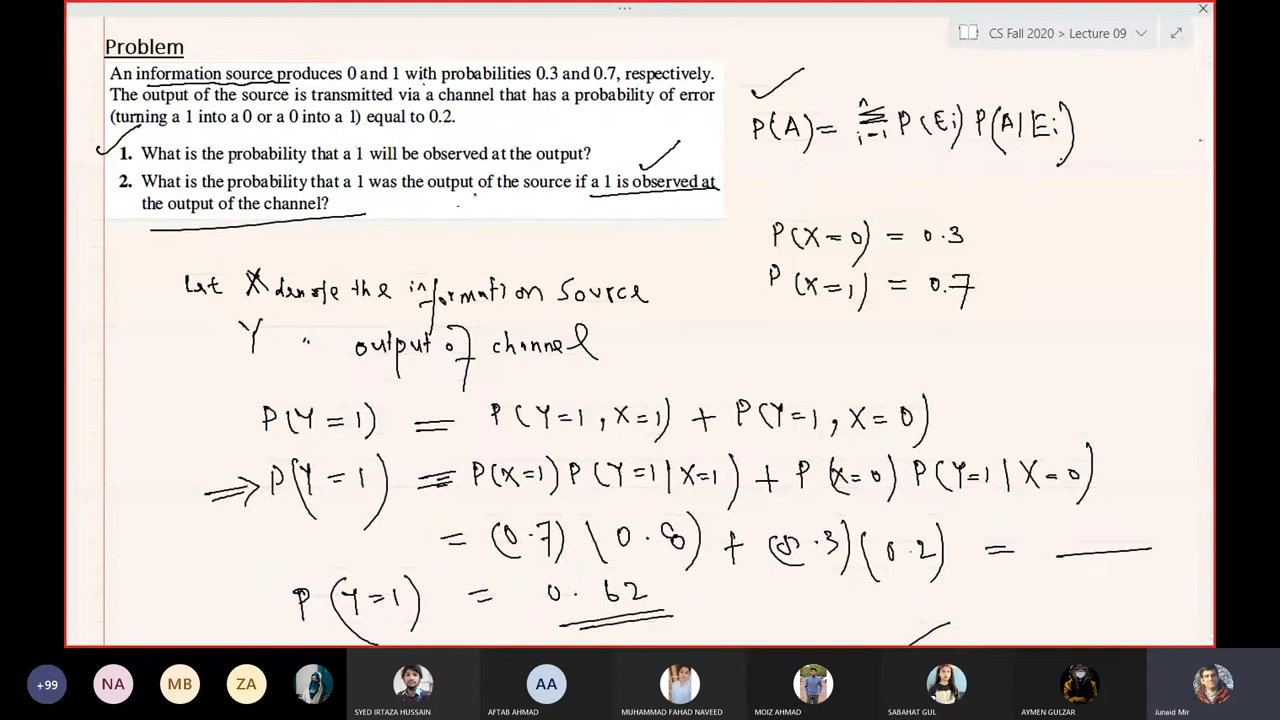 CS Fall 2020 > Lecture 09
Problem
An information source produces 0 and 1 with probabilities 0.3 and 0.7, respectively.
The output of the source is transmitted via a channel that has a probability of error
(turning a 1 into a 0 or a 0 into a 1) equal to 0.2.
1. What is the probability that a 1 will be observed at the output?
2. What is the probability that a 1 was the output of the source if a 1 is observed at
the output of the channel?
P(A) = Σ i=1 n P(Ei) P(A|Ei)
P(X=0) = 0.3
P(X=1) = 0.7
Let X denote the information source
Y " output of channel
P(Y=1) = P(Y=1, X=1) + P(Y=1, X=0)
⇒ P(Y=1) = P(X=1) P(Y=1|X=1) + P(X=0) P(Y=1|X=0)
= (0.7)(0.8) + (0.3)(0.2) =
P(Y=1) = 0.62
+99
NA
MB
ZA
SYED IRTAZA HUSSAIN
AA
AFTAB AHMAD
MUHAMMAD FAHAD NAVEED
MOIZ AHMAD
SABAHAT GUL
AYMEN GULZAR
Junaid Mir